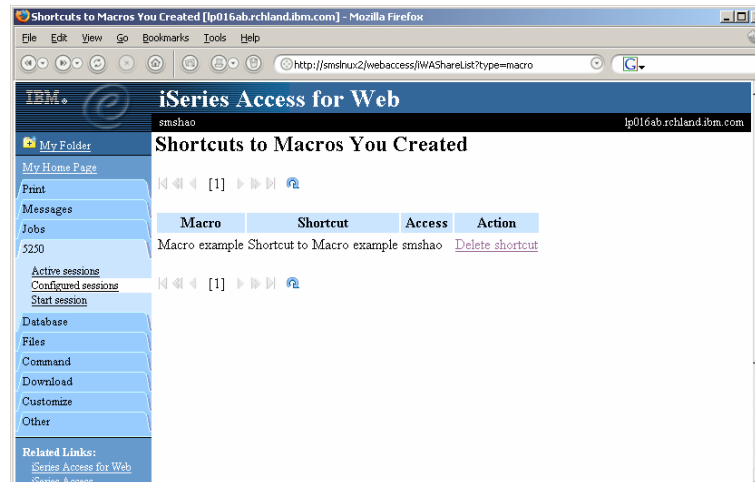 Shortcuts to Macros You Created [lp016ab.rchland.ibm.com] - Mozilla Firefox
File Edit View Go Bookmarks Tools Help
http://smslnux2/webaccess/iWAShareList?type=macro
G
IBM. e
iSeries Access for Web
smshao lp016ab.rchland.ibm.com
My Folder
My Home Page
Print
Messages
Jobs
5250
Active sessions
Configured sessions
Start session
Database
Files
Command
Download
Customize
Other
Related Links:
iSeries Access for Web
iSeries Access
Shortcuts to Macros You Created
[1]
Macro Shortcut Access Action
Macro example Shortcut to Macro example smshao Delete shortcut
[1]